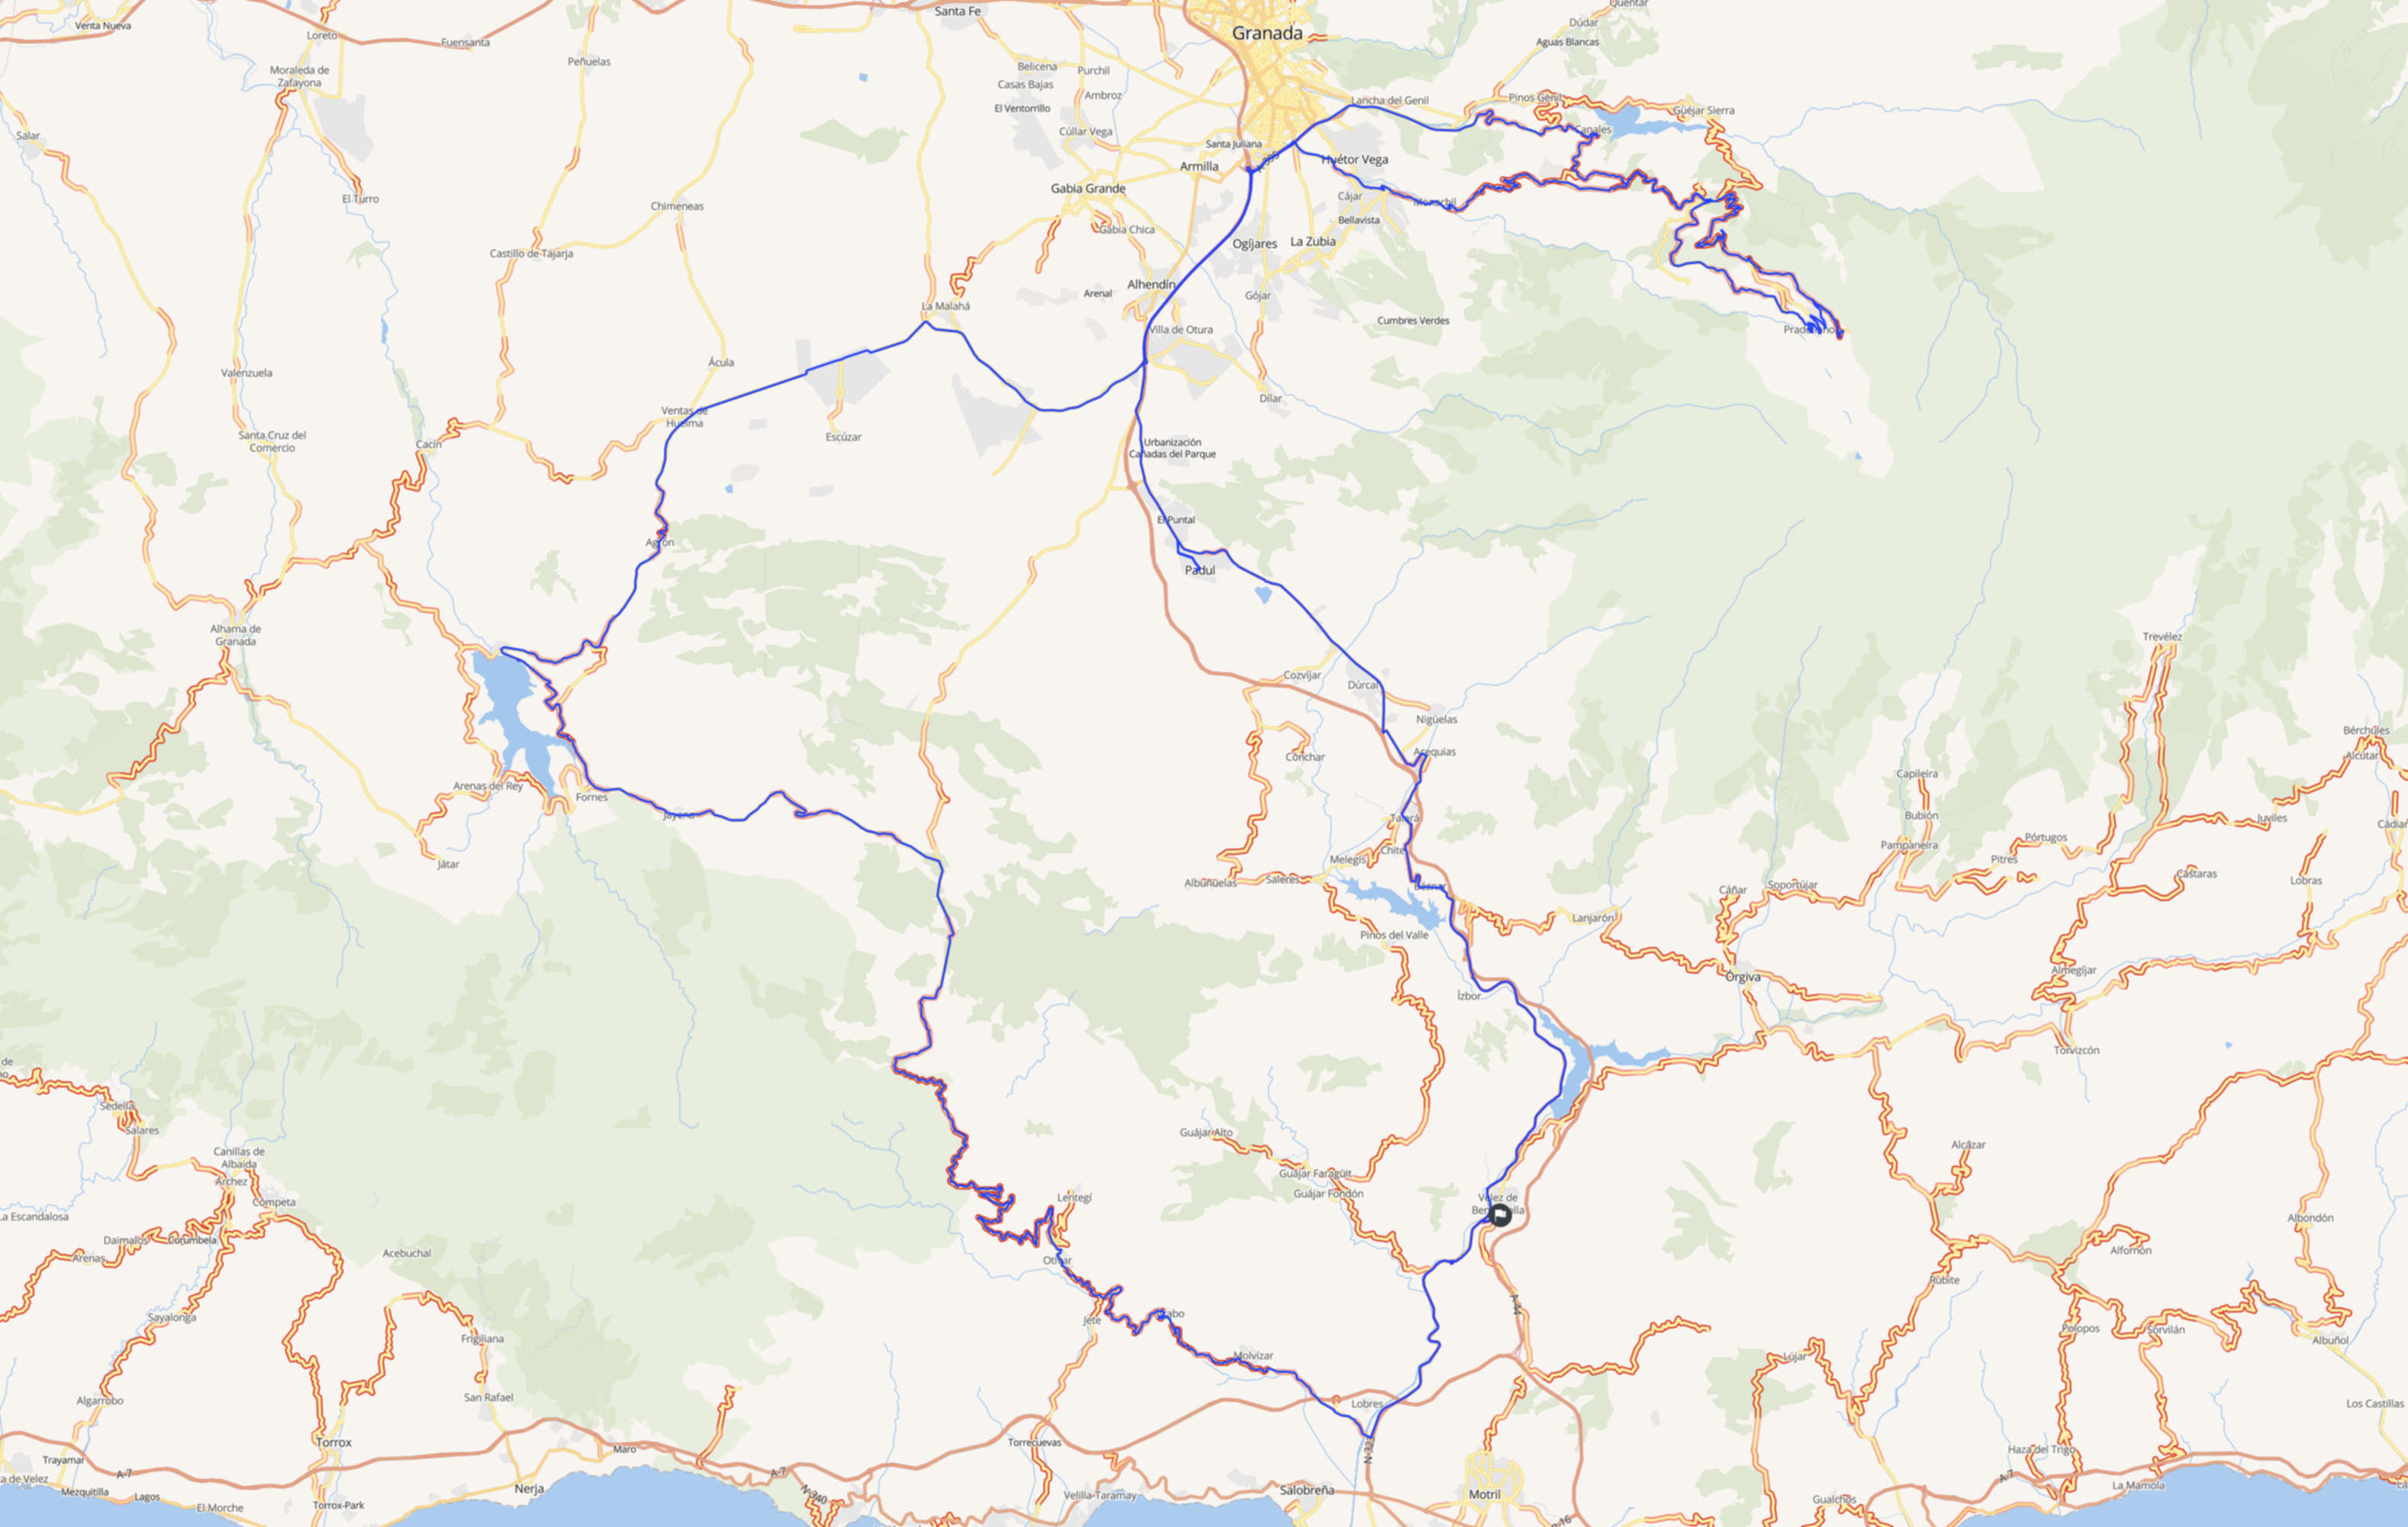 Venta Nueva
Loreto
Fuensanta
Santa Fe
Granada
Quéntar
Dúdar
Aguas Blancas
Moraleda de
Zafayona
Peñuelas
Belicena
Casas Bajas
Purchil
Ambroz
El Ventorrillo
Cúllar Vega
Lancha del Genil
Pinos Genil
Güéjar Sierra
Canales
Salar
El Turro
Santa Juliana
Armilla
Huétor Vega
Gabia Grande
Cájar
Monachil
Bellavista
Chimeneas
Gabia Chica
Ogíjares
La Zubia
Castillo de Tajarja
Alhendín
Arenal
Gójar
La Malahá
Cumbres Verdes
Villa de Otura
Pradollano
Valenzuela
Ácula
Dílar
Ventas de
Huelma
Escúzar
Santa Cruz del
Comercio
Cacín
Urbanización
Cañadas del Parque
El Puntal
Agrón
Padul
Alhama de
Granada
Trevélez
Cozvíjar
Dúrcal
Nigüelas
Acequias
Cónchar
Bérchules
Alcútar
Capileira
Arenas del Rey
Fornes
Jayena
Talará
Bubión
Juviles
Cádiar
Játar
Chite
Melegís
Pampaneira
Pórtugos
Pitres
Albuñuelas
Saleres
Béznar
Cáñar
Soportújar
Cástaras
Lobras
Lanjarón
Pinos del Valle
Órgiva
Almegíjar
Ízbor
Torvizcón
de
Sedella
Salares
Guájar Alto
Alcázar
Canillas de
Albaida
Árchez
Guájar Faragüit
Guájar Fondón
Cómpeta
Lentegí
Vélez de
Benaudalla
La Escandalosa
Albondón
Daimalos
Corumbela
Arenas
Acebuchal
Otívar
Alfornón
Rubite
A-44
Sayalonga
Jete
Ítrabo
Polopos
Sorvilán
Albuñol
Frigiliana
Molvízar
Lújar
Algarrobo
San Rafael
Lobres
Los Castillas
Torrox
Maro
Torrecuevas
N-323
Haza del Trigo
Trayamar
A-7
A-7
A-7
a de Velez
Mezquitilla
Lagos
El Morche
Torrox-Park
Nerja
N-340
Velilla-Taramay
Salobreña
Motril
Gualchos
La Mamola